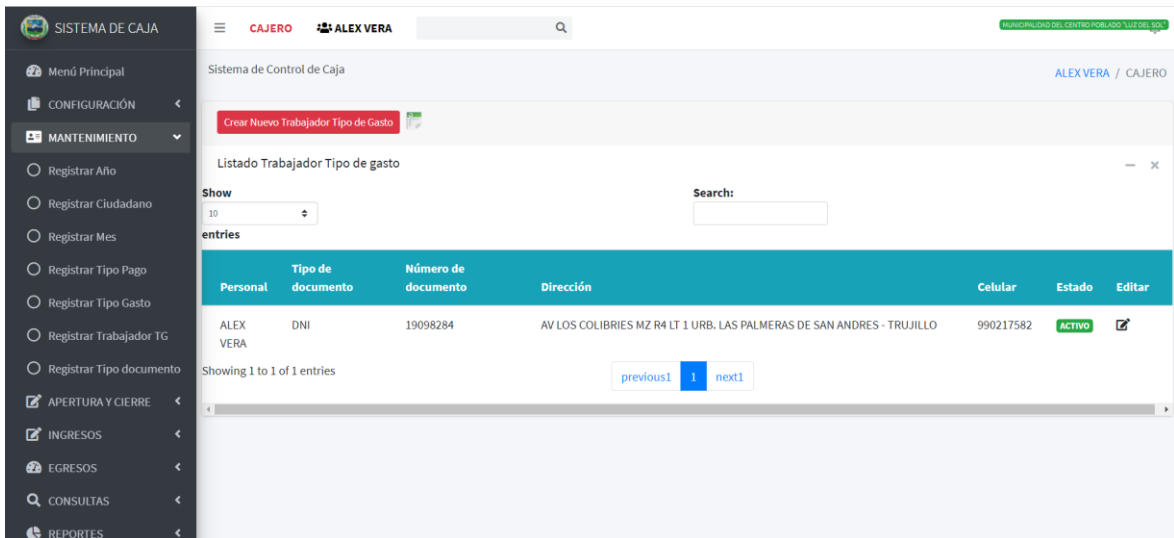 SISTEMA DE CAJA
CAJERO
ALEX VERA
MUNICIPALIDAD DEL CENTRO POBLADO "LUZ DEL SOL"
Menú Principal
CONFIGURACIÓN
MANTENIMIENTO
Registrar Año
Registrar Ciudadano
Registrar Mes
Registrar Tipo Pago
Registrar Tipo Gasto
Registrar Trabajador TG
Registrar Tipo documento
APERTURA Y CIERRE
INGRESOS
EGRESOS
CONSULTAS
REPORTES
Sistema de Control de Caja
ALEX VERA / CAJERO
Crear Nuevo Trabajador Tipo de Gasto
Listado Trabajador Tipo de gasto
Show
10
entries
Search:
Personal
Tipo de
documento
Número de
documento
Dirección
Celular
Estado
Editar
ALEX
VERA
DNI
19098284
AV LOS COLIBRIES MZ R4 LT 1 URB. LAS PALMERAS DE SAN ANDRES - TRUJILLO
990217582
ACTIVO
Showing 1 to 1 of 1 entries
previous1
1
next1